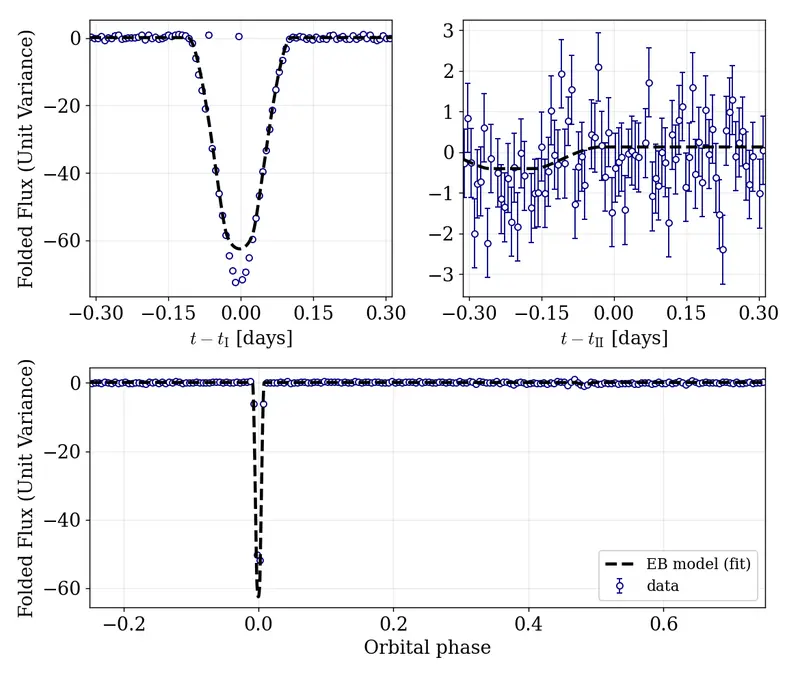 Folded Flux (Unit Variance)
0
−20
−40
−60
−0.30 −0.15 0.00 0.15 0.30
t − tI [days]
3
2
1
0
−1
−2
−3
−0.30 −0.15 0.00 0.15 0.30
t − tII [days]
Folded Flux (Unit Variance)
0
−20
−40
−60
EB model (fit)
data
−0.2 0.0 0.2 0.4 0.6
Orbital phase